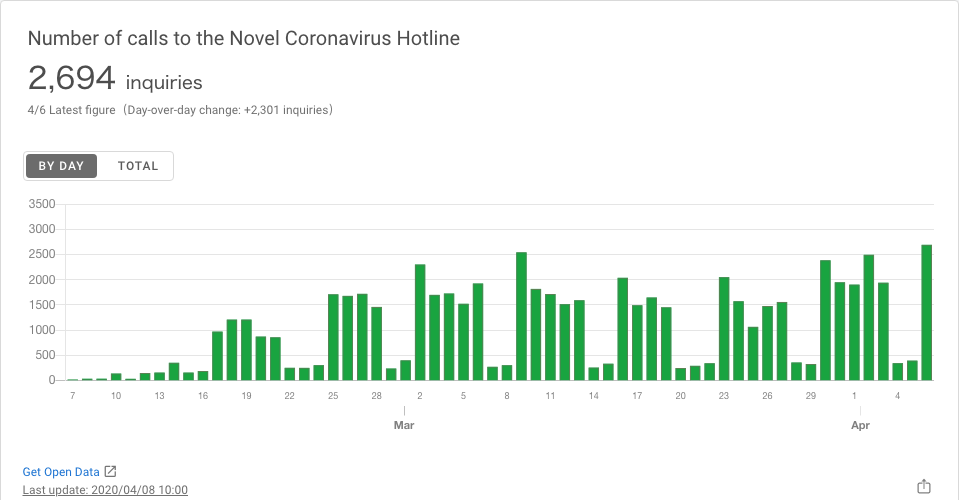 Number of calls to the Novel Coronavirus Hotline
2,694 inquiries
4/6 Latest figure（Day-over-day change: +2,301 inquiries）
BY DAY TOTAL
3500
3000
2500
2000
1500
1000
500
0
7 10 13 16 19 22 25 28 2 5 8 11 14 17 20 23 26 29 1 4
Mar Apr
Get Open Data
Last update: 2020/04/08 10:00